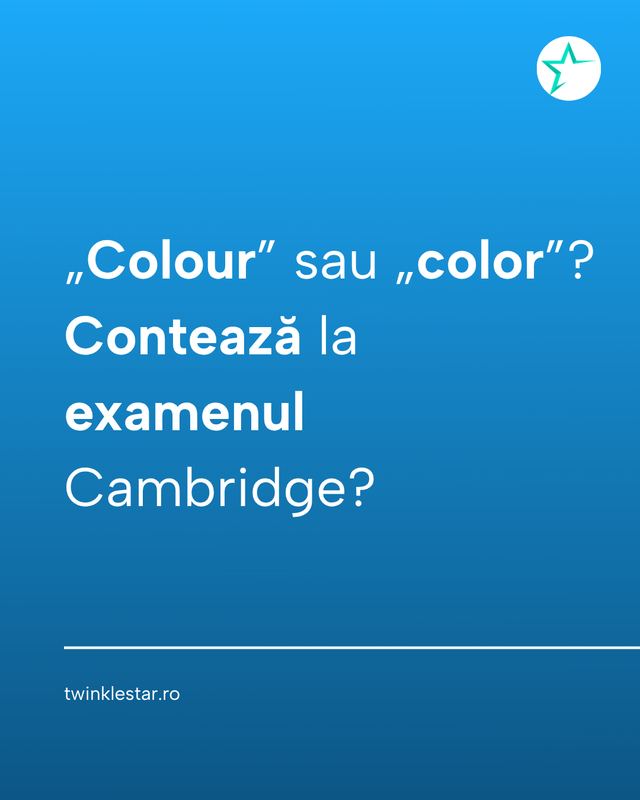 „Colour” sau „color”?
Contează la
examenul
Cambridge?
twinklestar.ro